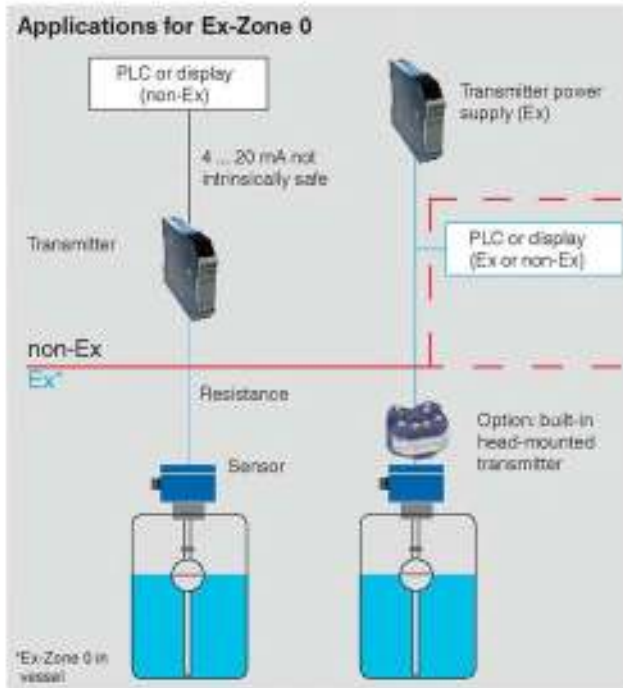 Applications for Ex-Zone 0
PLC or display
(non-Ex)
Transmitter power
supply (Ex)
4 ... 20 mA not
intrinsically safe
Transmitter
PLC or display
(Ex or non-Ex)
non-Ex
Ex*
Resistance
Option: built-in
head-mounted
transmitter
Sensor
*Ex-Zone 0 in
vessel